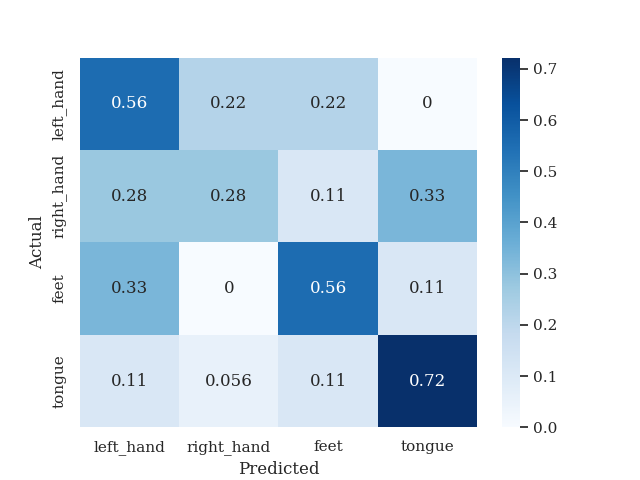 left_hand 0.56 0.22 0.22 0
right_hand 0.28 0.28 0.11 0.33
feet 0.33 0 0.56 0.11
tongue 0.11 0.056 0.11 0.72
Actual
left_hand right_hand feet tongue
Predicted
0.7
0.6
0.5
0.4
0.3
0.2
0.1
0.0